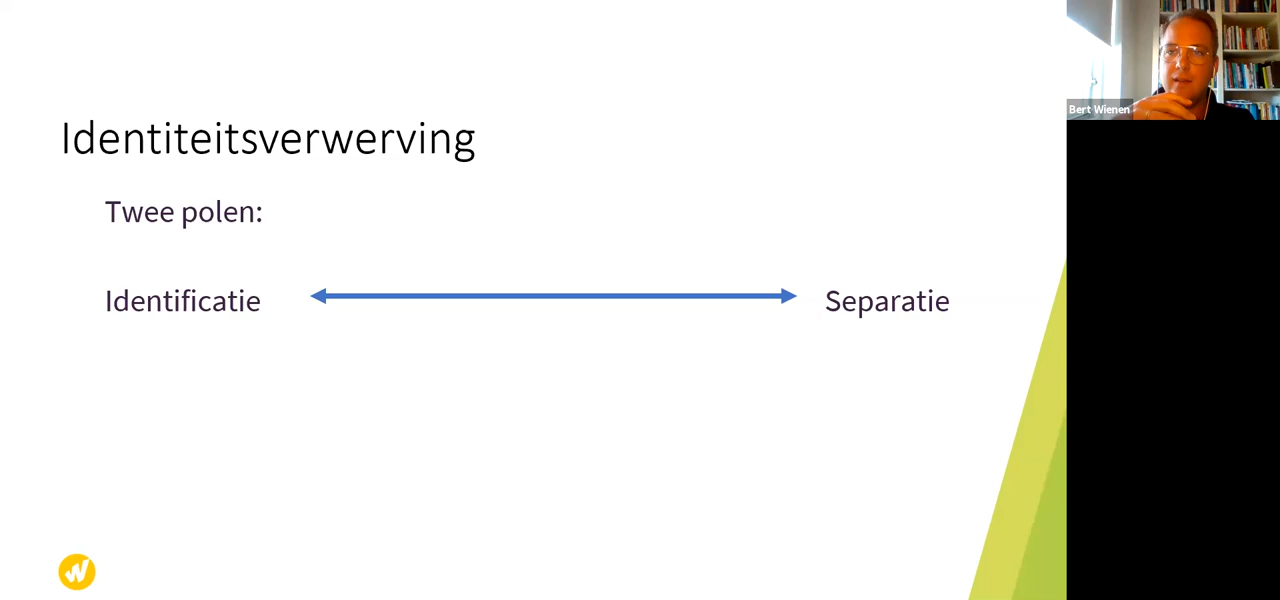 Identiteitsverwerving
Twee polen:
Identificatie
Separatie
Bert Wienen
W